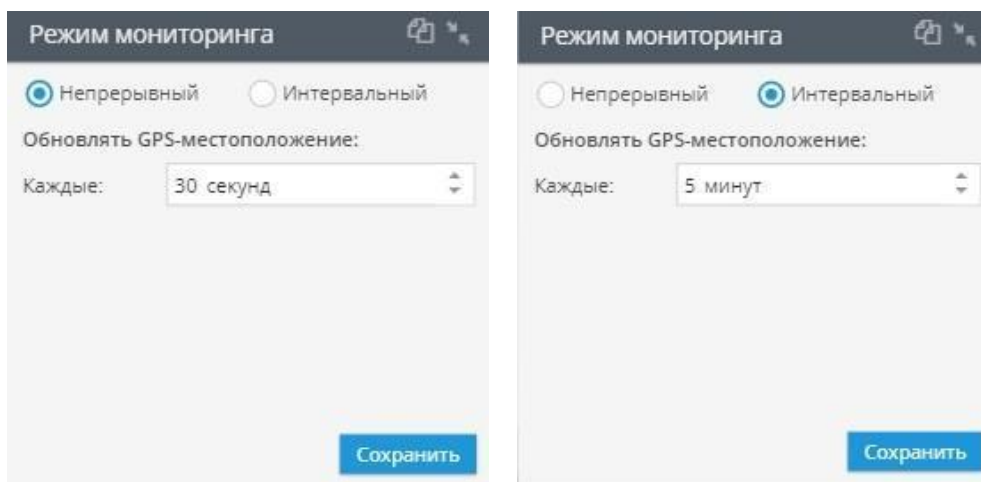 Режим мониторинга
Непрерывный Интервальный
Обновлять GPS-местоположение:
Каждые: 30 секунд
Сохранить
Режим мониторинга
Непрерывный Интервальный
Обновлять GPS-местоположение:
Каждые: 5 минут
Сохранить